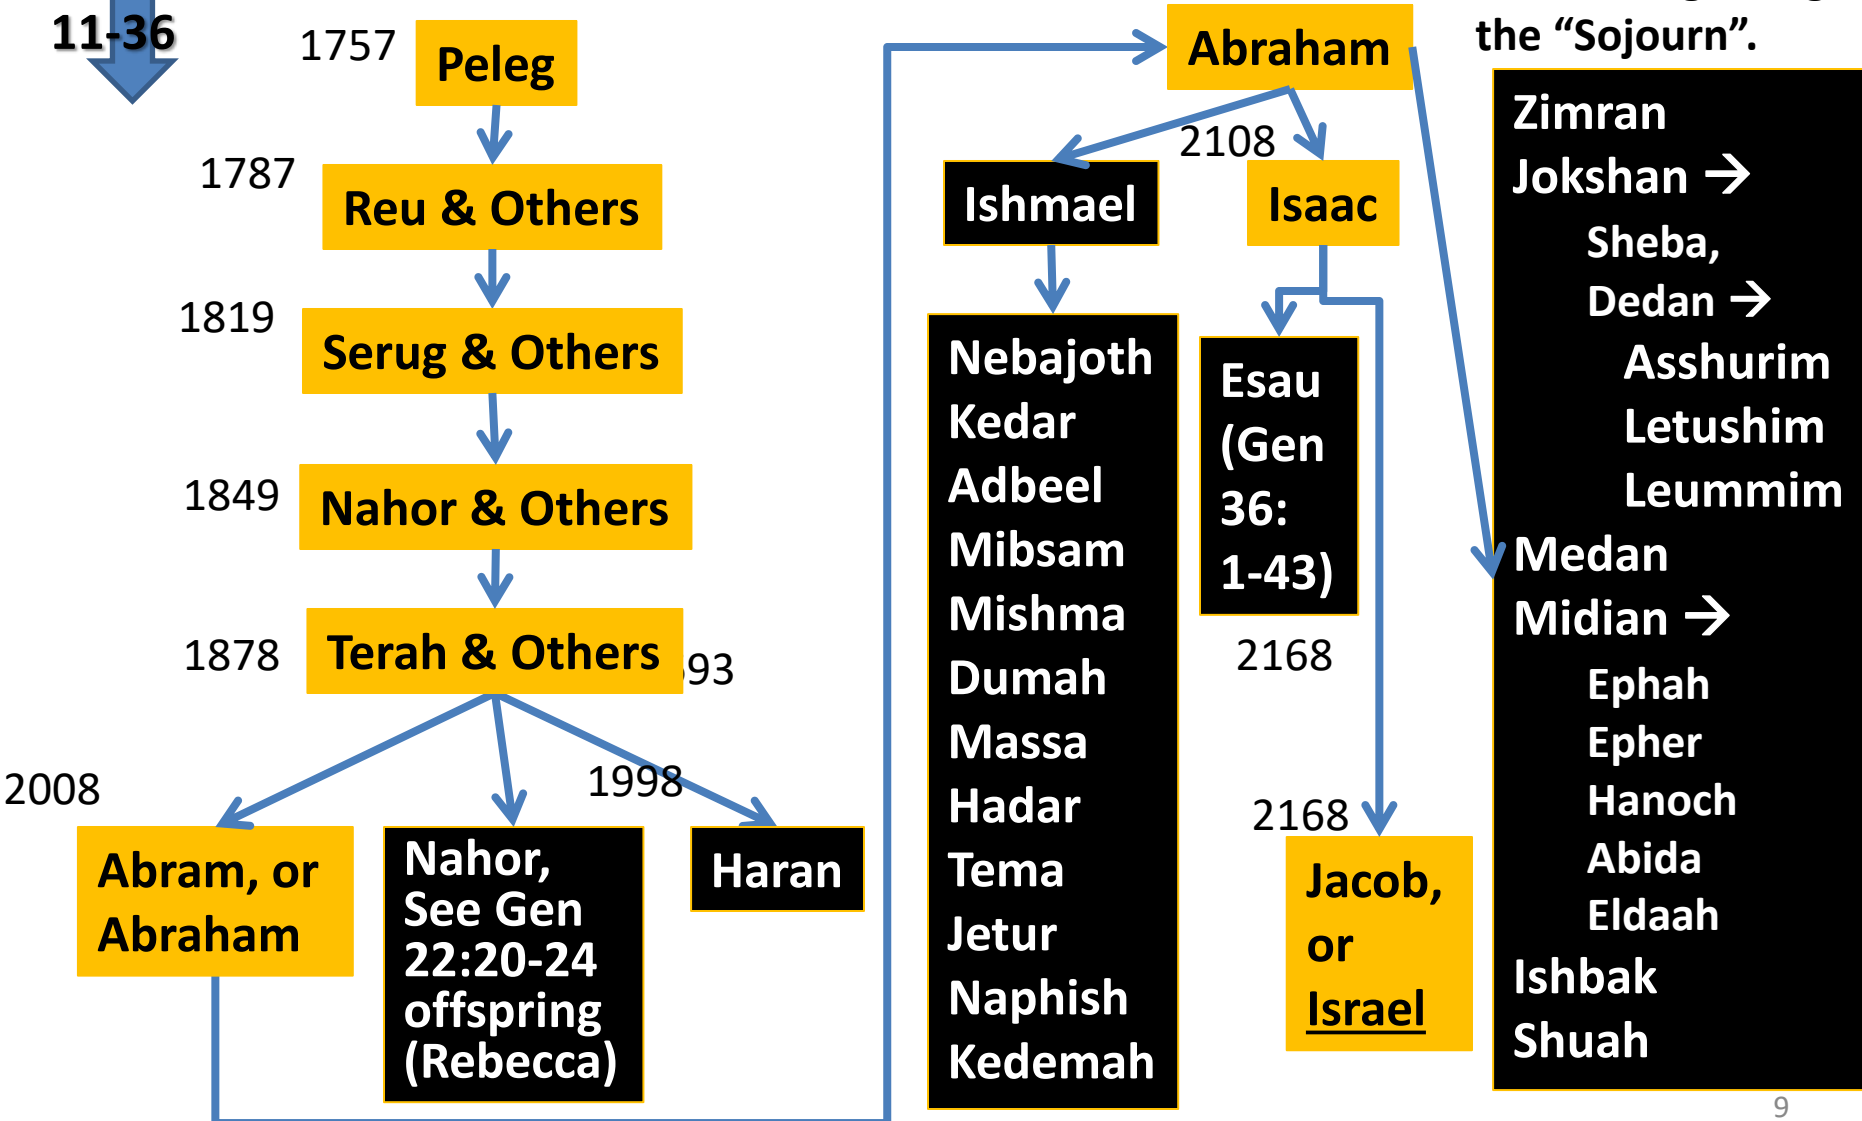 11-36
1757
Peleg
1787
Reu & Others
1819
Serug & Others
1849
Nahor & Others
1878
Terah & Others
93
2008
1998
Abram, or
Abraham
Nahor,
See Gen
22:20-24
offspring
(Rebecca)
Haran
Abraham
2108
Ishmael
Isaac
Nebajoth
Kedar
Adbeel
Mibsam
Mishma
Dumah
Massa
Hadar
Tema
Jetur
Naphish
Kedemah
Esau
(Gen
36:
1-43)
2168
2168
Jacob,
or
Israel
the “Sojourn”.
Zimran
Jokshan →
Sheba,
Dedan →
Asshurim
Letushim
Leummim
Medan
Midian →
Ephah
Epher
Hanoch
Abida
Eldaah
Ishbak
Shuah
9